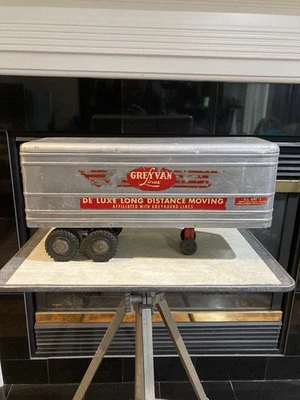 GREYVAN
Lines
DE LUXE LONG DISTANCE MOVING
AFFILIATED WITH GREYHOUND LINES